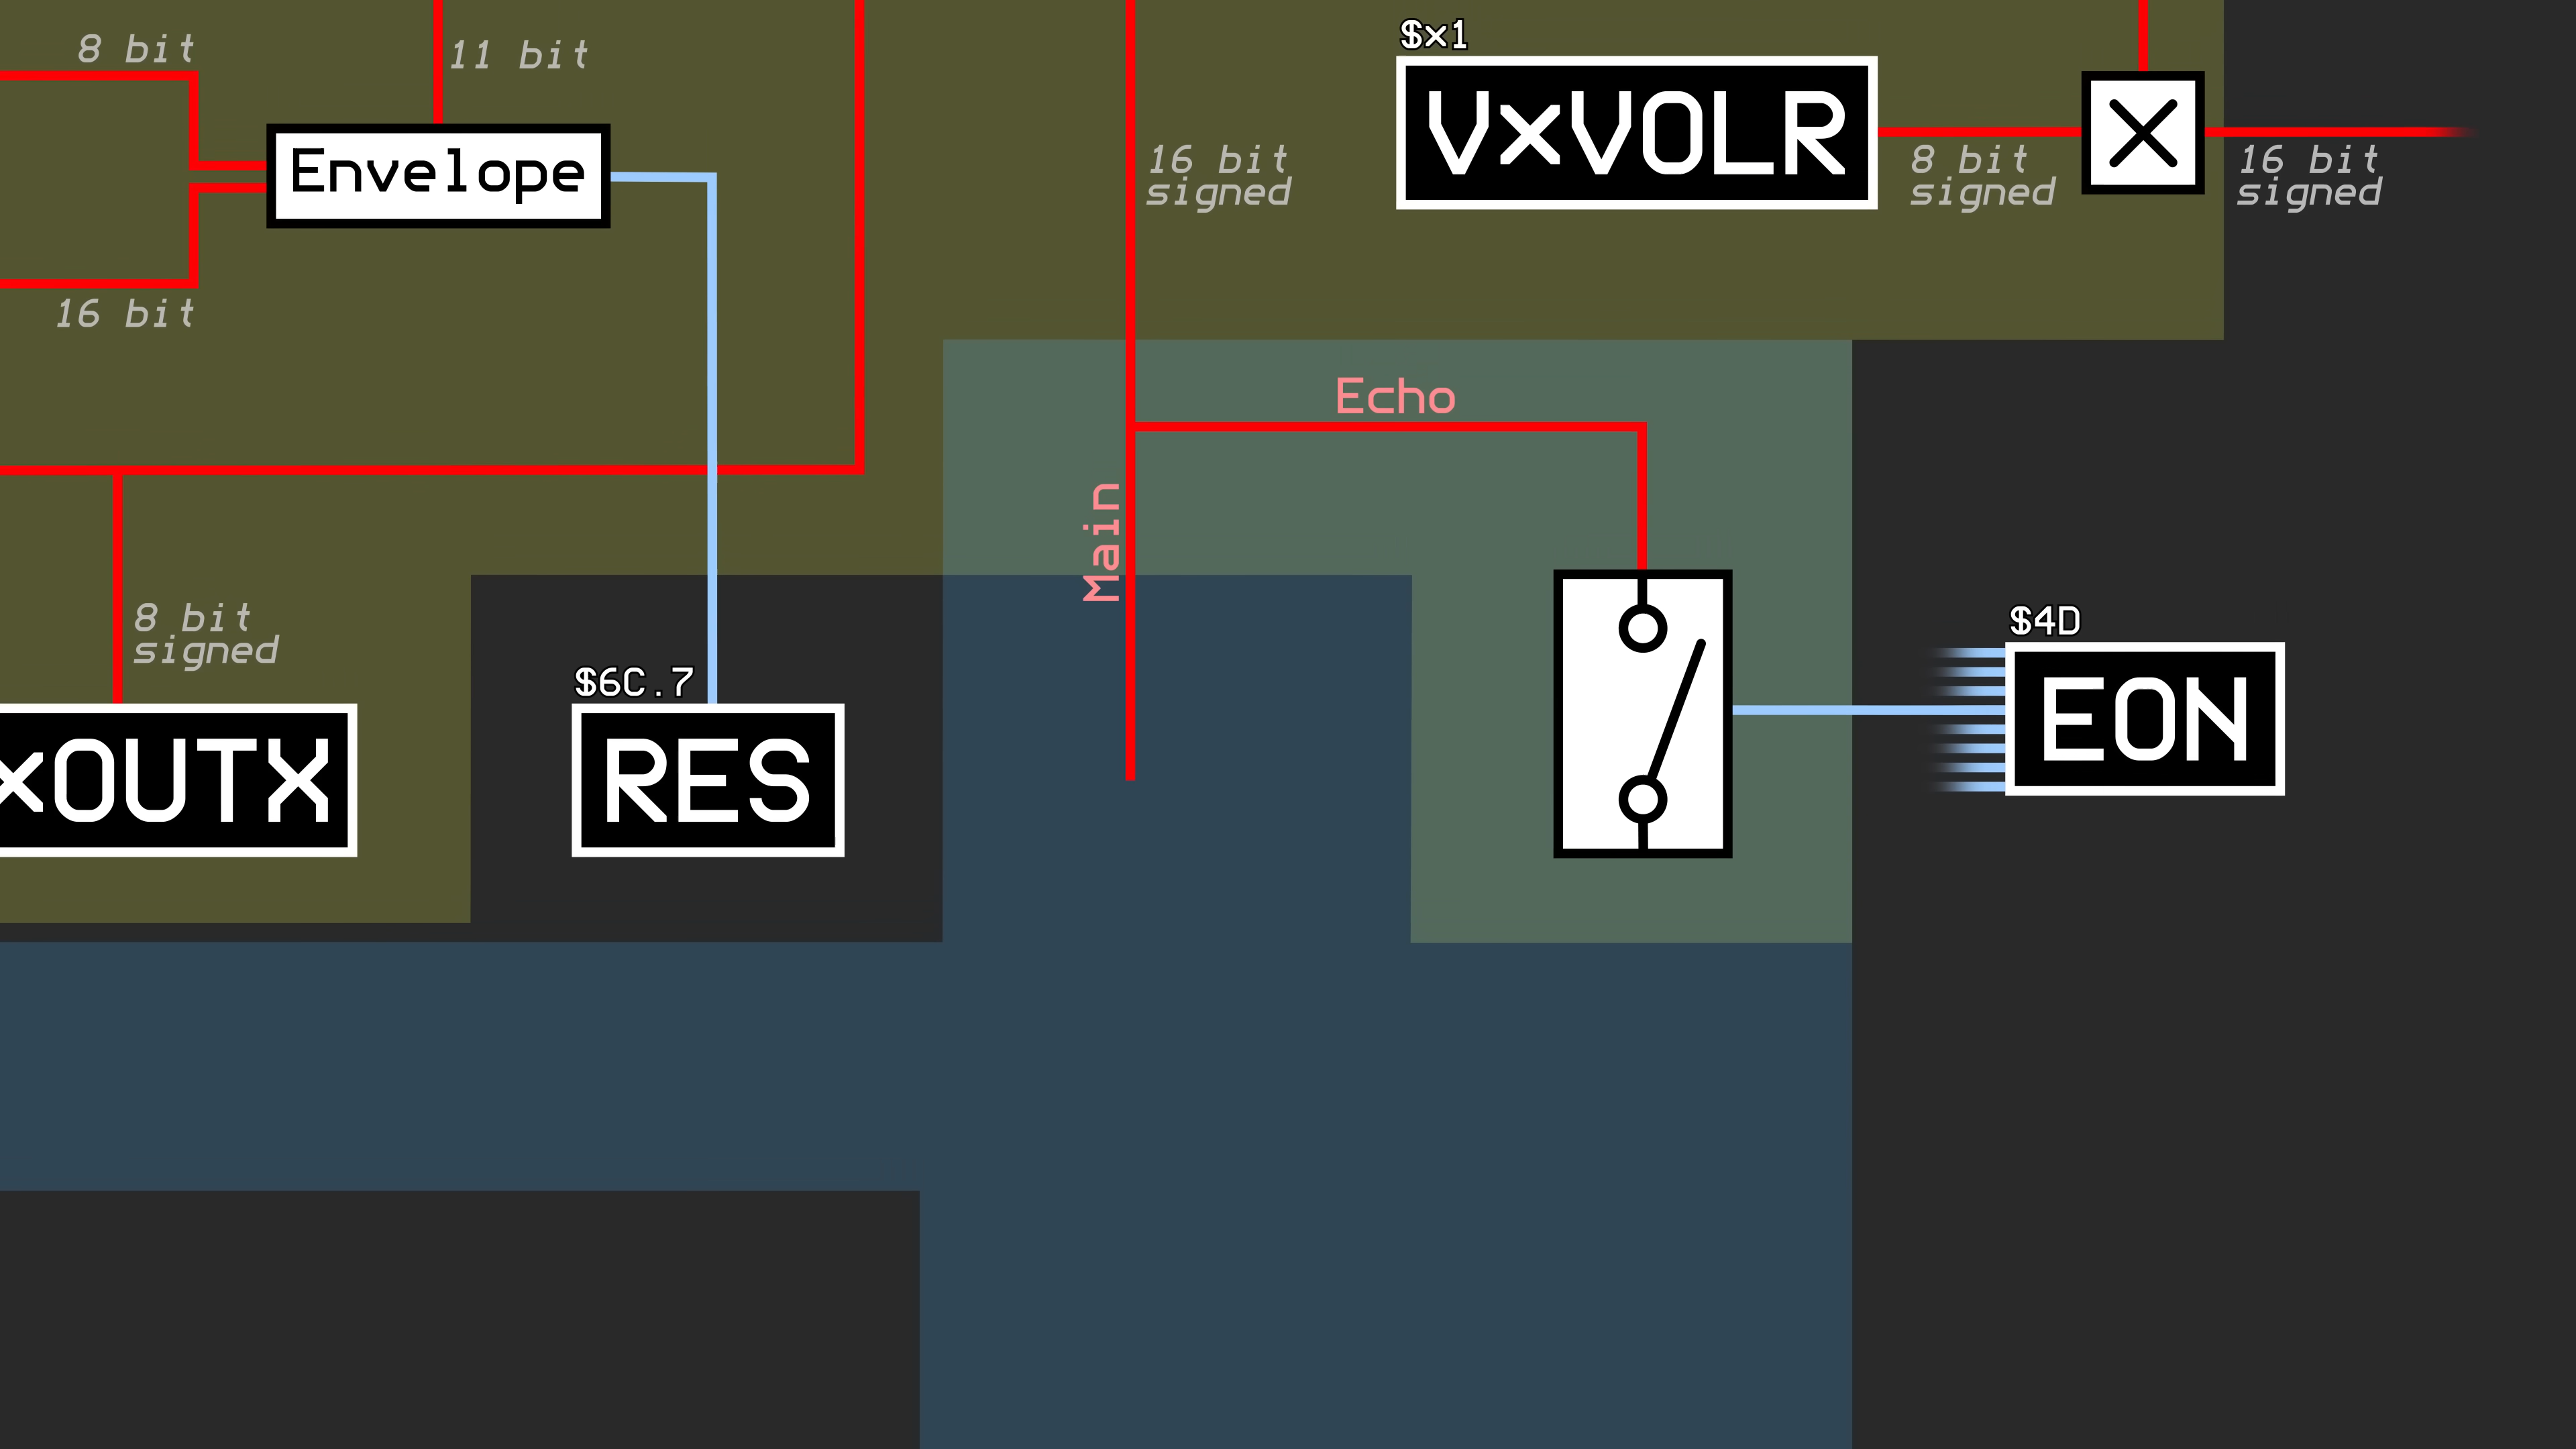 $x1
8 bit
11 bit
VxVOLR
Envelope
16 bit
signed
8 bit
signed
16 bit
signed
16 bit
Echo
Main
8 bit
signed
$4D
EON
$6C.7
xOUTX
RES